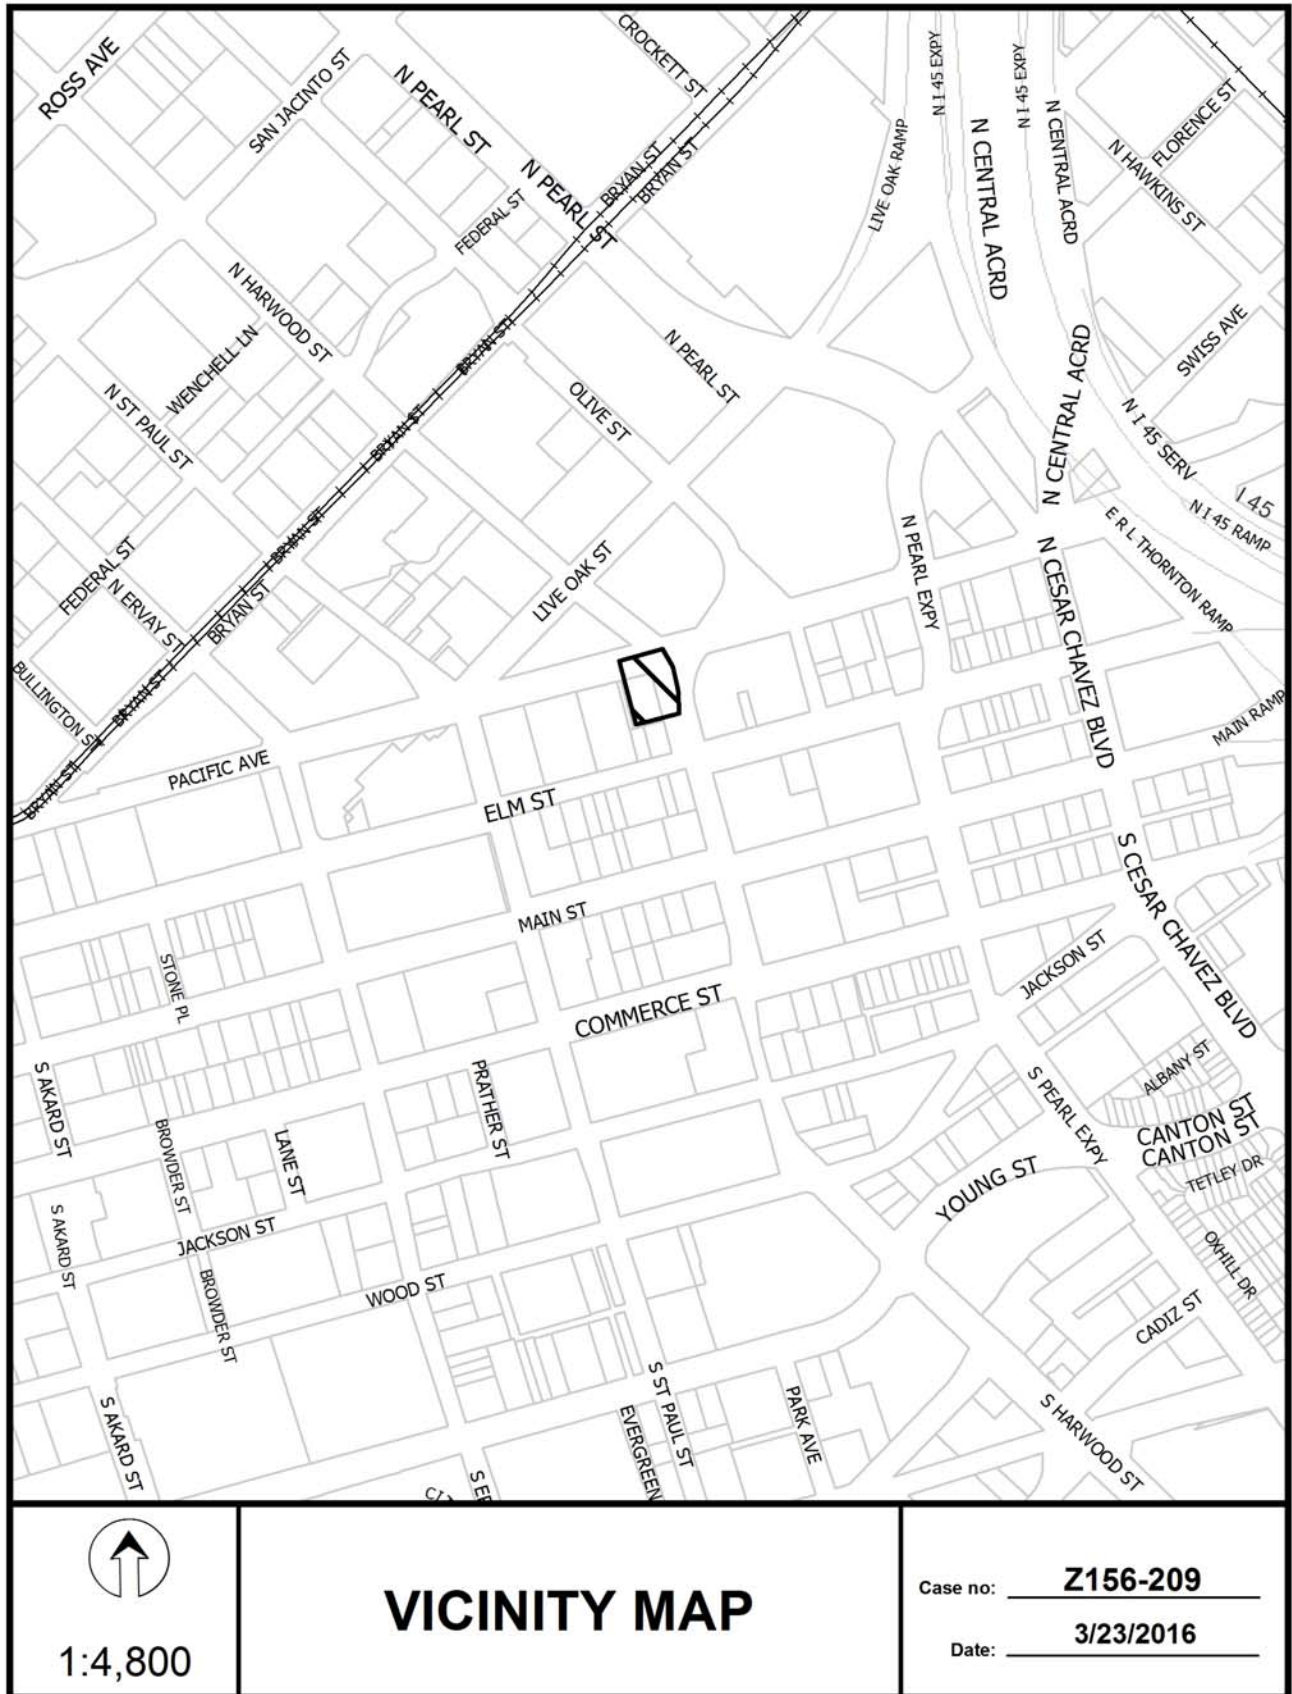 CROCKETT ST
ROSS AVE
SAN JACINTO ST
N PEARL ST
N I 45 EXPY
N I 45 EXPY
N CENTRAL ACRD
N CENTRAL ACRD
FLORENCE ST
N HAWKINS ST
LIVE OAK RAMP
BRYAN ST
BRYAN ST
N PEARL ST
FEDERAL ST
N HARWOOD ST
WENCHELL LN
N ST PAUL ST
BRYAN ST
N PEARL ST
OLIVE ST
BRYAN ST
SWISS AVE
N CENTRAL ACRD
N I 45 SERV
I 45
N I 45 RAMP
E R L THORNTON RAMP
BRYAN ST
FEDERAL ST
N ERVAY ST
BRYAN ST
LIVE OAK ST
N PEARL EXPY
N CESAR CHAVEZ BLVD
BULLINGTON ST
BRYAN ST
MAIN RAMP
PACIFIC AVE
BRYAN ST
ELM ST
S CESAR CHAVEZ BLVD
MAIN ST
STONE PL
JACKSON ST
COMMERCE ST
S AKARD ST
PRATHER ST
ALBANY ST
S PEARL EXPY
CANTON ST
CANTON ST
BROWDER ST
LANE ST
YOUNG ST
TETLEY DR
S AKARD ST
JACKSON ST
OXHILL DR
BROWDER ST
WOOD ST
CADIZ ST
S ST PAUL ST
PARK AVE
S AKARD ST
EVERGREEN
S HARWOOD ST
1:4,800
VICINITY MAP
Case no: Z156-209
Date: 3/23/2016